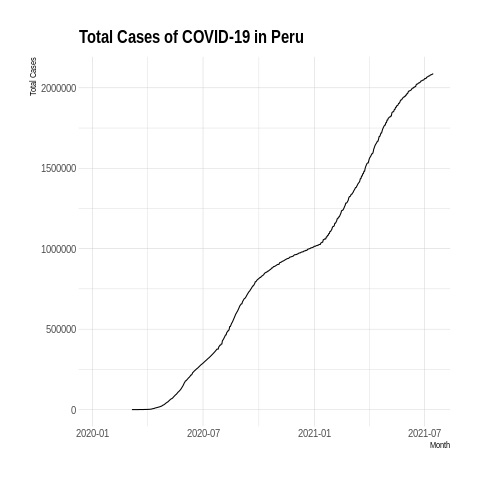 Total Cases of COVID-19 in Peru
Total Cases
2000000
1500000
1000000
500000
0
2020-01 2020-07 2021-01 2021-07
Month